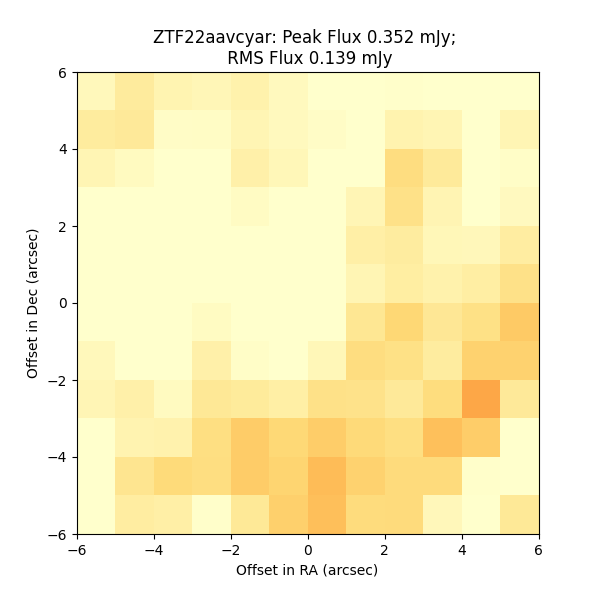 ZTF22aavcyar: Peak Flux 0.352 mJy;
RMS Flux 0.139 mJy
6
4
2
0
−2
−4
−6
Offset in Dec (arcsec)
−6 −4 −2 0 2 4 6
Offset in RA (arcsec)